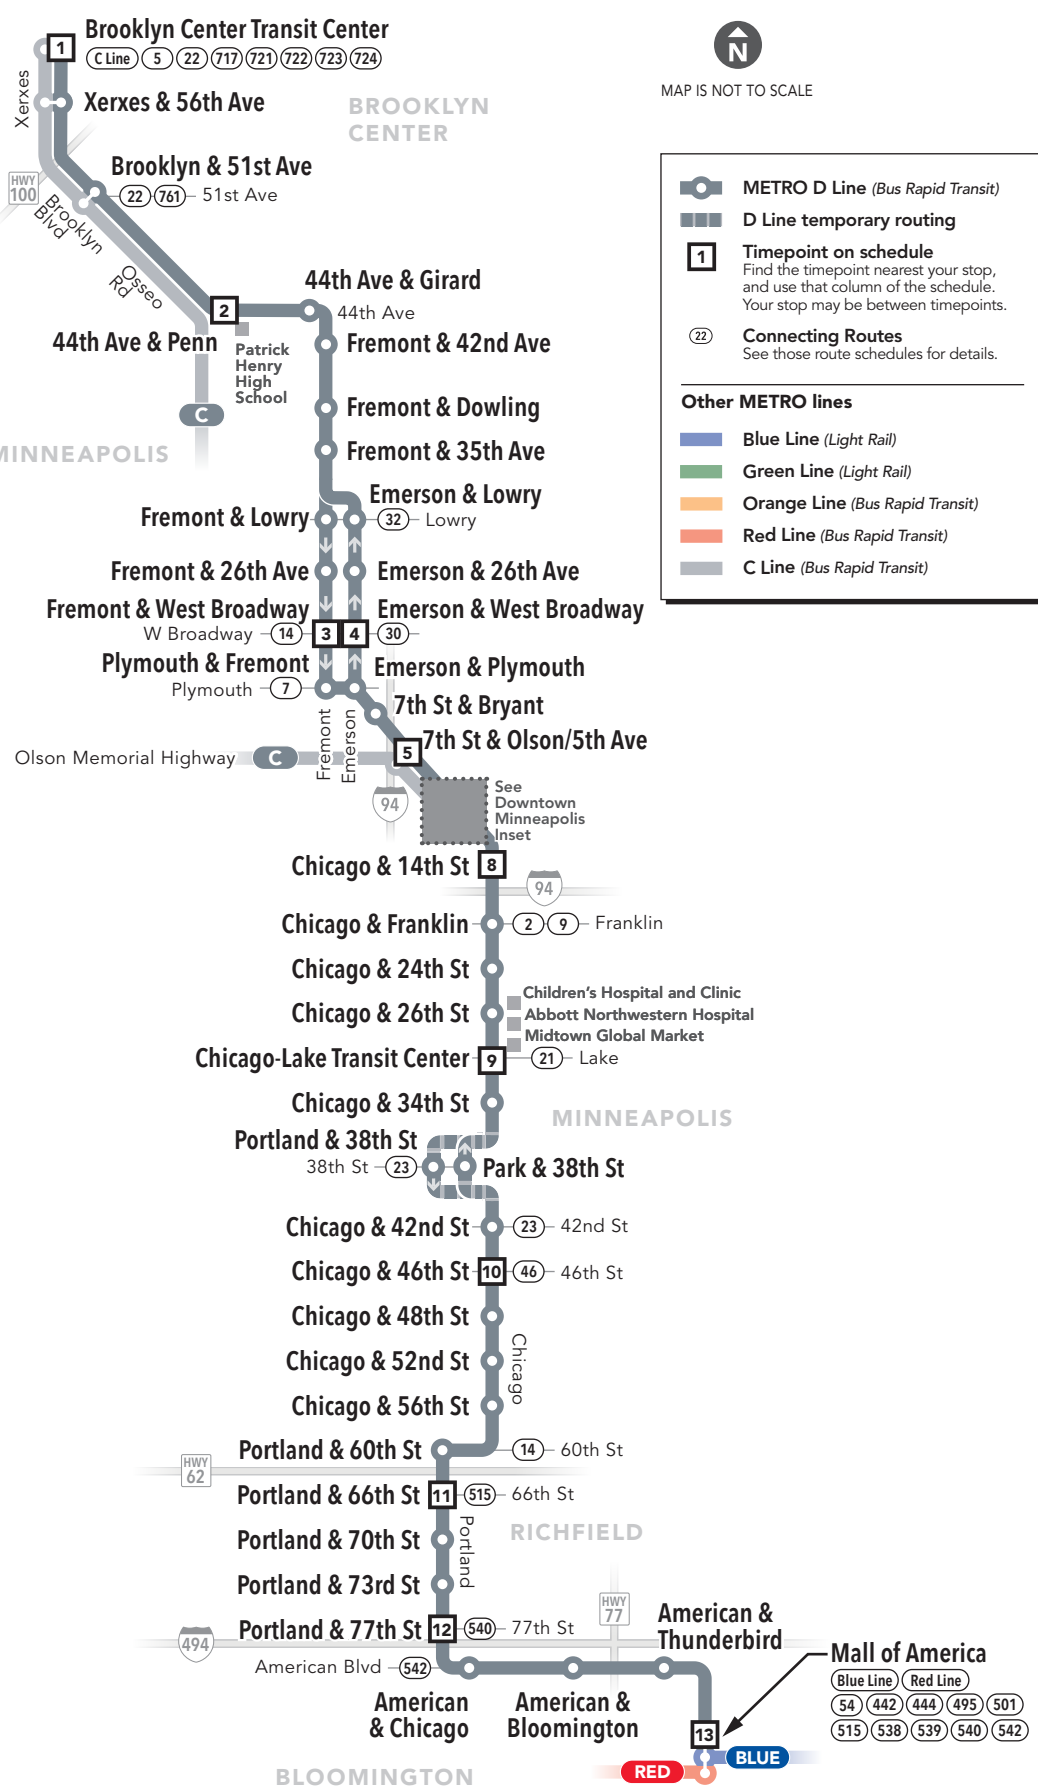 Brooklyn Center Transit Center
1
C Line 5 22 717 721 722 723 724
N
MAP IS NOT TO SCALE
Xerxes
Xerxes & 56th Ave
BROOKLYN
CENTER
Brooklyn & 51st Ave
HWY
100
22 761 51st Ave
Brooklyn
Blvd
Osseo
Rd
METRO D Line (Bus Rapid Transit)
D Line temporary routing
1 Timepoint on schedule
Find the timepoint nearest your stop,
and use that column of the schedule.
Your stop may be between timepoints.
22 Connecting Routes
See those route schedules for details.
Other METRO lines
Blue Line (Light Rail)
Green Line (Light Rail)
Orange Line (Bus Rapid Transit)
Red Line (Bus Rapid Transit)
C Line (Bus Rapid Transit)
44th Ave & Girard
2
44th Ave
44th Ave & Penn
Patrick
Henry
High
School
Fremont & 42nd Ave
Fremont & Dowling
C
MINNEAPOLIS
Fremont & 35th Ave
Emerson & Lowry
Fremont & Lowry
32 Lowry
Fremont & 26th Ave
Emerson & 26th Ave
Fremont & West Broadway
Emerson & West Broadway
W Broadway 14 3 4 30
Plymouth & Fremont
Emerson & Plymouth
Plymouth 7
7th St & Bryant
Fremont
Emerson
7th St & Olson/5th Ave
5
Olson Memorial Highway C
94
See
Downtown
Minneapolis
Inset
Chicago & 14th St 8
94
Chicago & Franklin 2 9 Franklin
Chicago & 24th St
Children's Hospital and Clinic
Chicago & 26th St
Abbott Northwestern Hospital
Midtown Global Market
Chicago-Lake Transit Center 9 21 Lake
Chicago & 34th St
MINNEAPOLIS
Portland & 38th St
38th St 23
Park & 38th St
Chicago & 42nd St 23 42nd St
Chicago & 46th St 10 46 46th St
Chicago & 48th St
Chicago
Chicago & 52nd St
Chicago & 56th St
Portland & 60th St 14 60th St
HWY
62
Portland & 66th St 11 515 66th St
Portland
RICHFIELD
Portland & 70th St
Portland & 73rd St
HWY
77
Portland & 77th St 12 540 77th St
494
American &
Thunderbird
American Blvd 542
American
& Chicago
American &
Bloomington
Mall of America
Blue Line Red Line
54 442 444 495 501
515 538 539 540 542
13
BLUE
RED
BLOOMINGTON